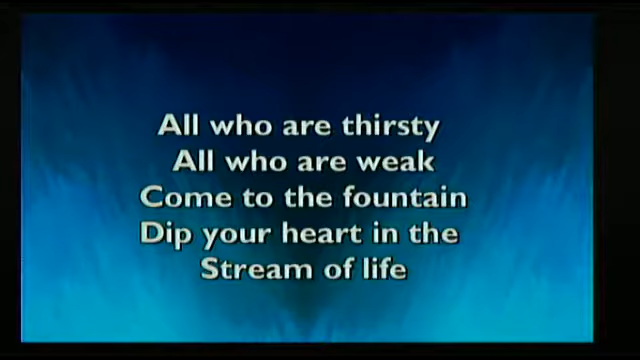 All who are thirsty
All who are weak
Come to the fountain
Dip your heart in the
Stream of life